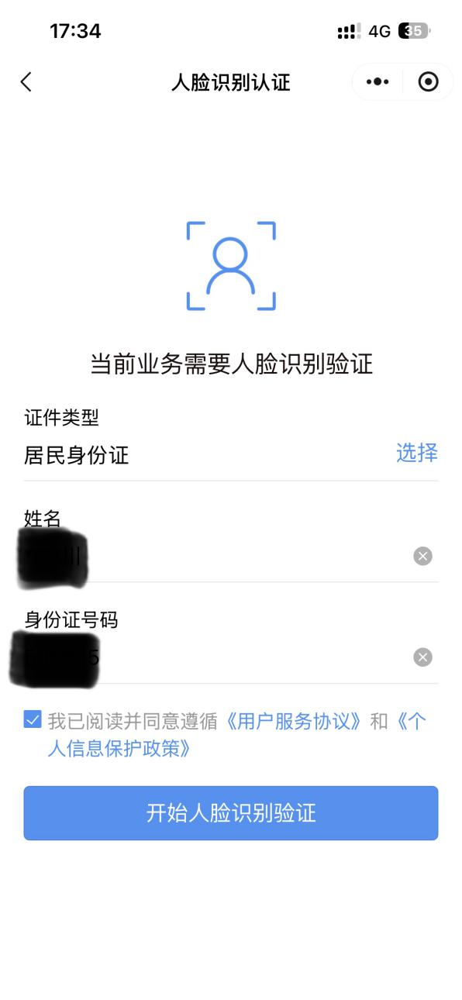 17:34
4G 35
人脸识别认证
当前业务需要人脸识别验证
证件类型
居民身份证
选择
姓名
身份证号码
5
我已阅读并同意遵循《用户服务协议》和《个
人信息保护政策》
开始人脸识别验证